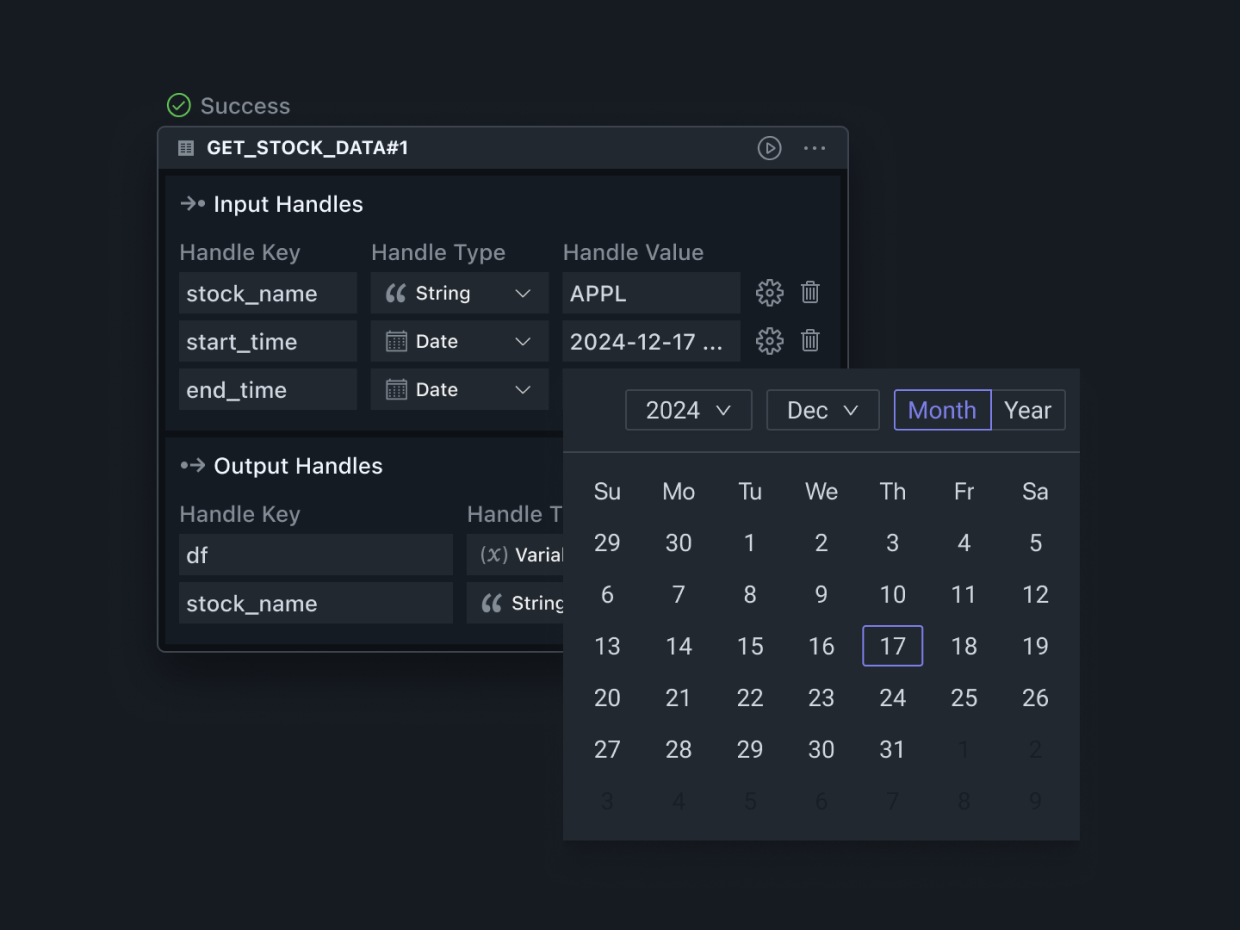 Success
GET_STOCK_DATA#1
Input Handles
Handle Key Handle Type Handle Value
stock_name String APPL
start_time Date 2024-12-17 ...
end_time Date
2024 Dec Month Year
Output Handles
Su Mo Tu We Th Fr Sa
Handle Key Handle T
29 30 1 2 3 4 5
df (x) Varial
6 7 8 9 10 11 12
stock_name String
13 14 15 16 17 18 19
20 21 22 23 24 25 26
27 28 29 30 31 1 2
3 4 5 6 7 8 9